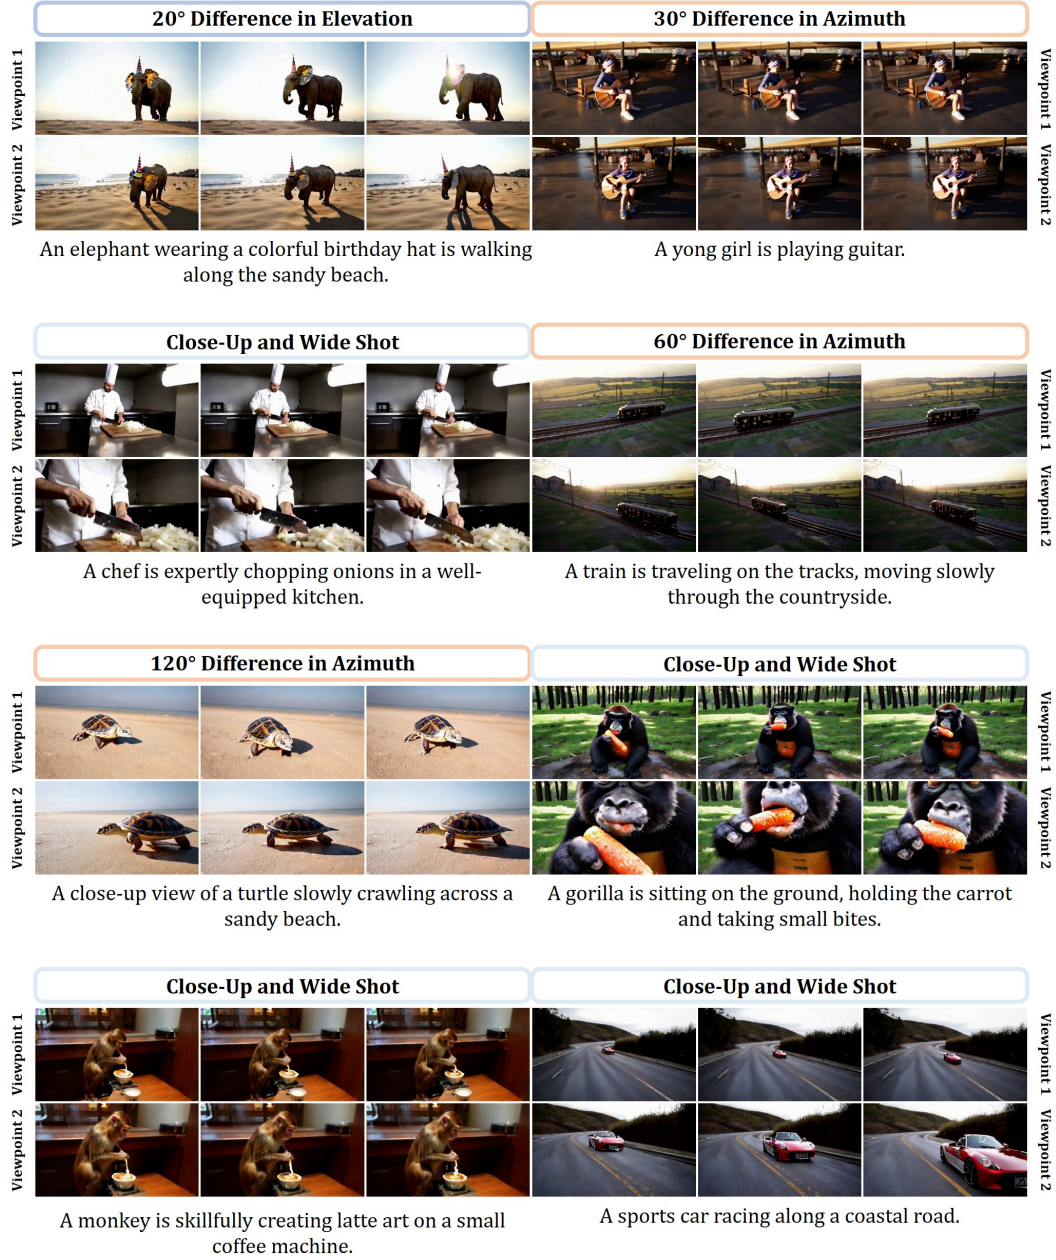 20° Difference in Elevation
30° Difference in Azimuth
Viewpoint 1
Viewpoint 2
Viewpoint 1
Viewpoint 2
An elephant wearing a colorful birthday hat is walking
along the sandy beach.
A yong girl is playing guitar.
Close-Up and Wide Shot
60° Difference in Azimuth
Viewpoint 1
Viewpoint 2
Viewpoint 1
Viewpoint 2
A chef is expertly chopping onions in a well-
equipped kitchen.
A train is traveling on the tracks, moving slowly
through the countryside.
120° Difference in Azimuth
Close-Up and Wide Shot
Viewpoint 1
Viewpoint 2
Viewpoint 1
Viewpoint 2
A close-up view of a turtle slowly crawling across a
sandy beach.
A gorilla is sitting on the ground, holding the carrot
and taking small bites.
Close-Up and Wide Shot
Close-Up and Wide Shot
Viewpoint 1
Viewpoint 2
Viewpoint 1
Viewpoint 2
A monkey is skillfully creating latte art on a small
coffee machine.
A sports car racing along a coastal road.